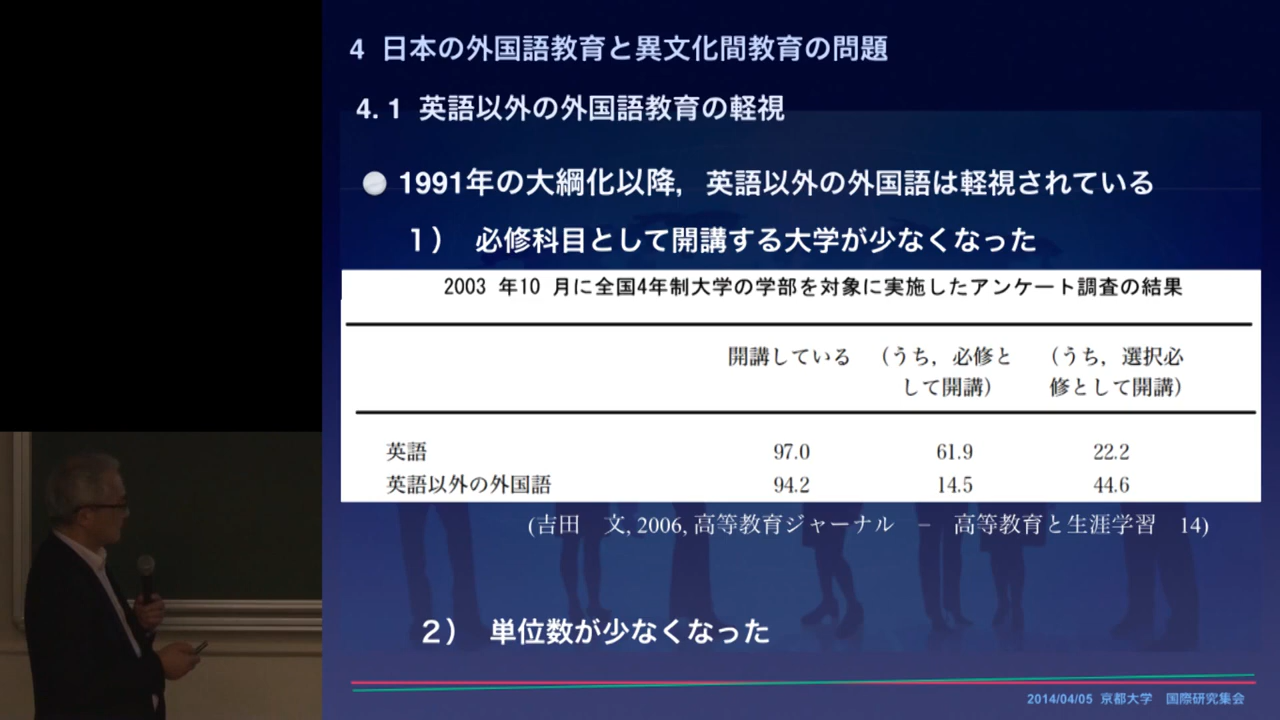 4 日本の外国語教育と異文化間教育の問題
4. 1 英語以外の外国語教育の軽視
● 1991年の大綱化以降，英語以外の外国語は軽視されている
１） 必修科目として開講する大学が少なくなった
2003 年10 月に全国4年制大学の学部を対象に実施したアンケート調査の結果
開講している （うち，必修として開講） （うち，選択必修として開講）
英語 97.0 61.9 22.2
英語以外の外国語 94.2 14.5 44.6
(吉田 文, 2006, 高等教育ジャーナル − 高等教育と生涯学習 14)
２） 単位数が少なくなった
2014/04/05 京都大学 国際研究集会